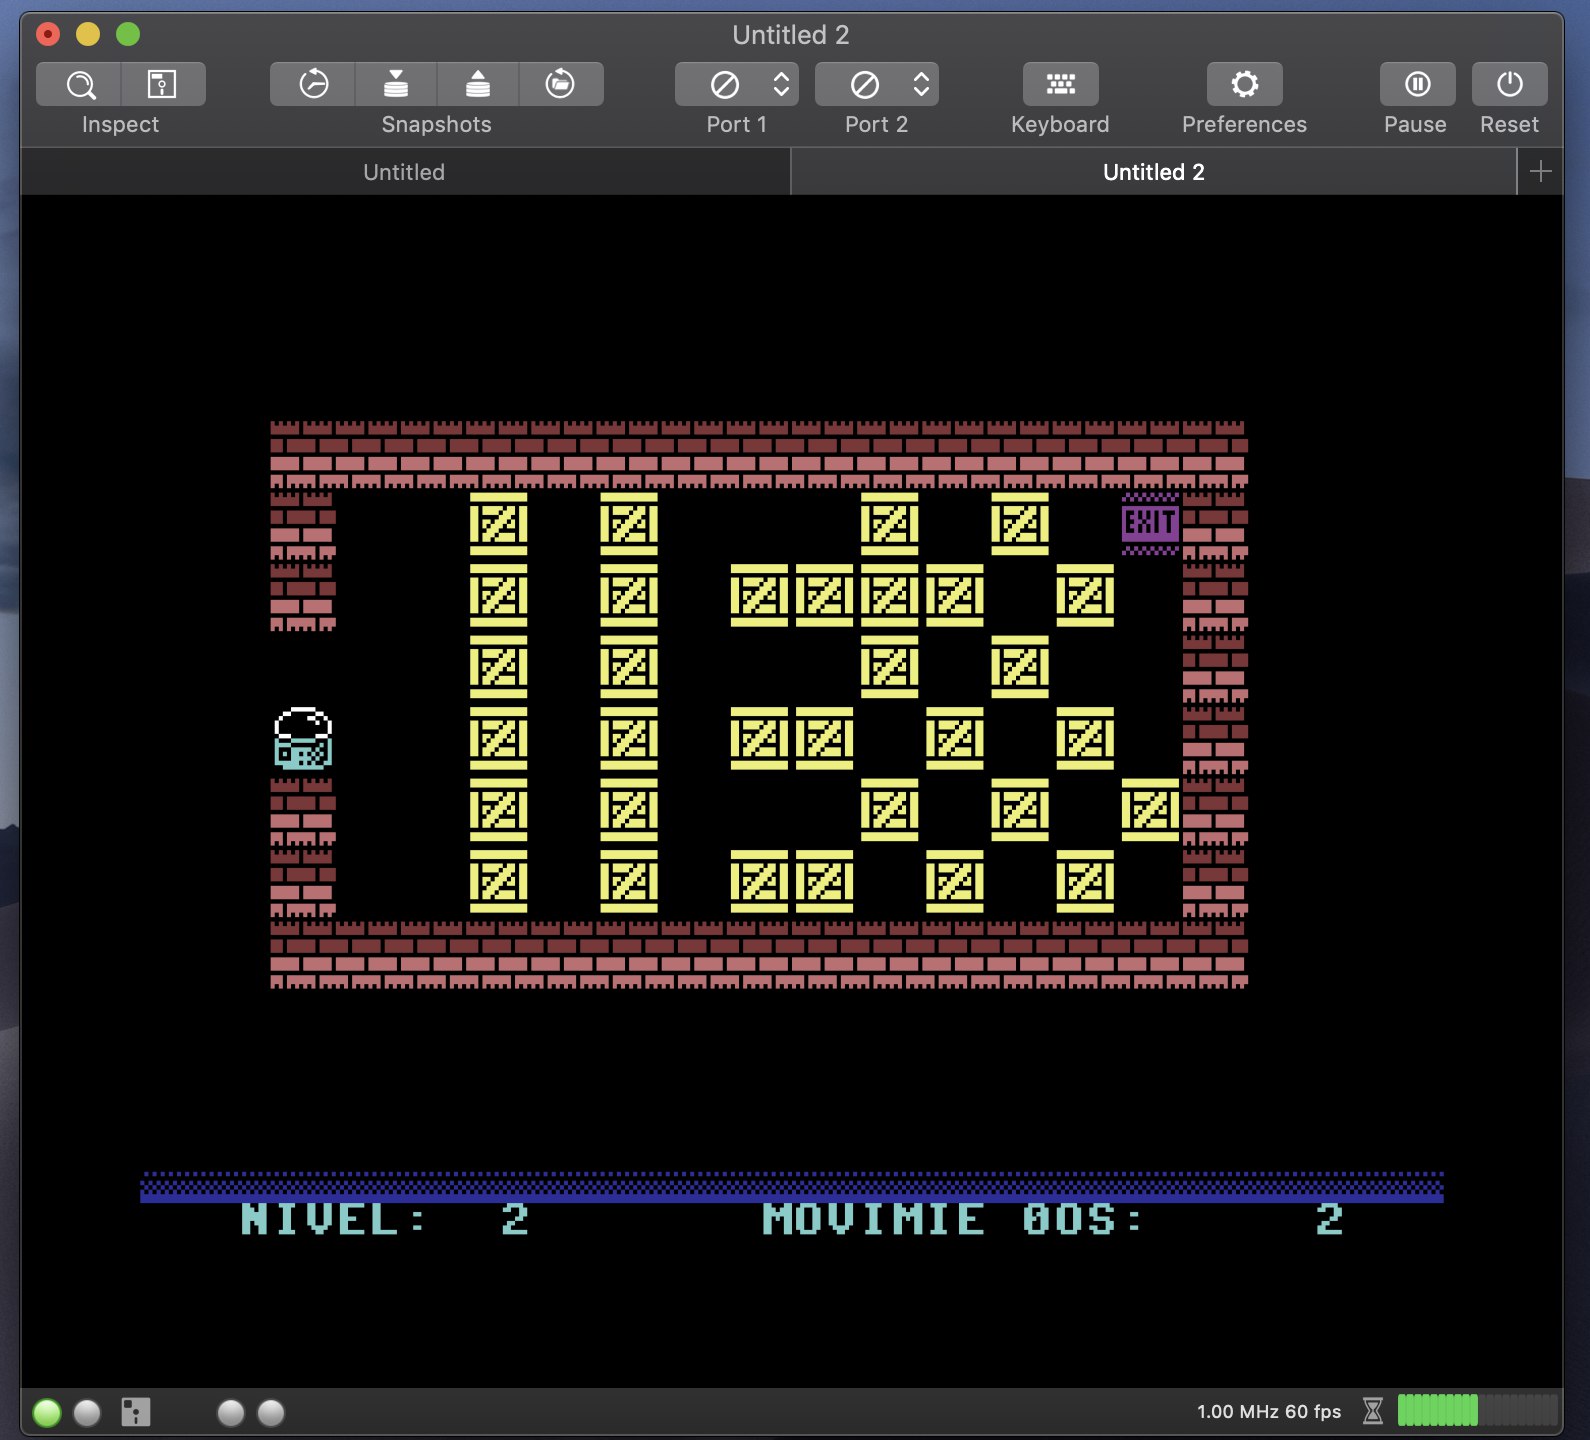 Untitled 2
Inspect Snapshots Port 1 Port 2 Keyboard Preferences Pause Reset
Untitled Untitled 2
EXIT
NIVEL: 2 MOVIMIE 00S: 2
1.00 MHz 60 fps